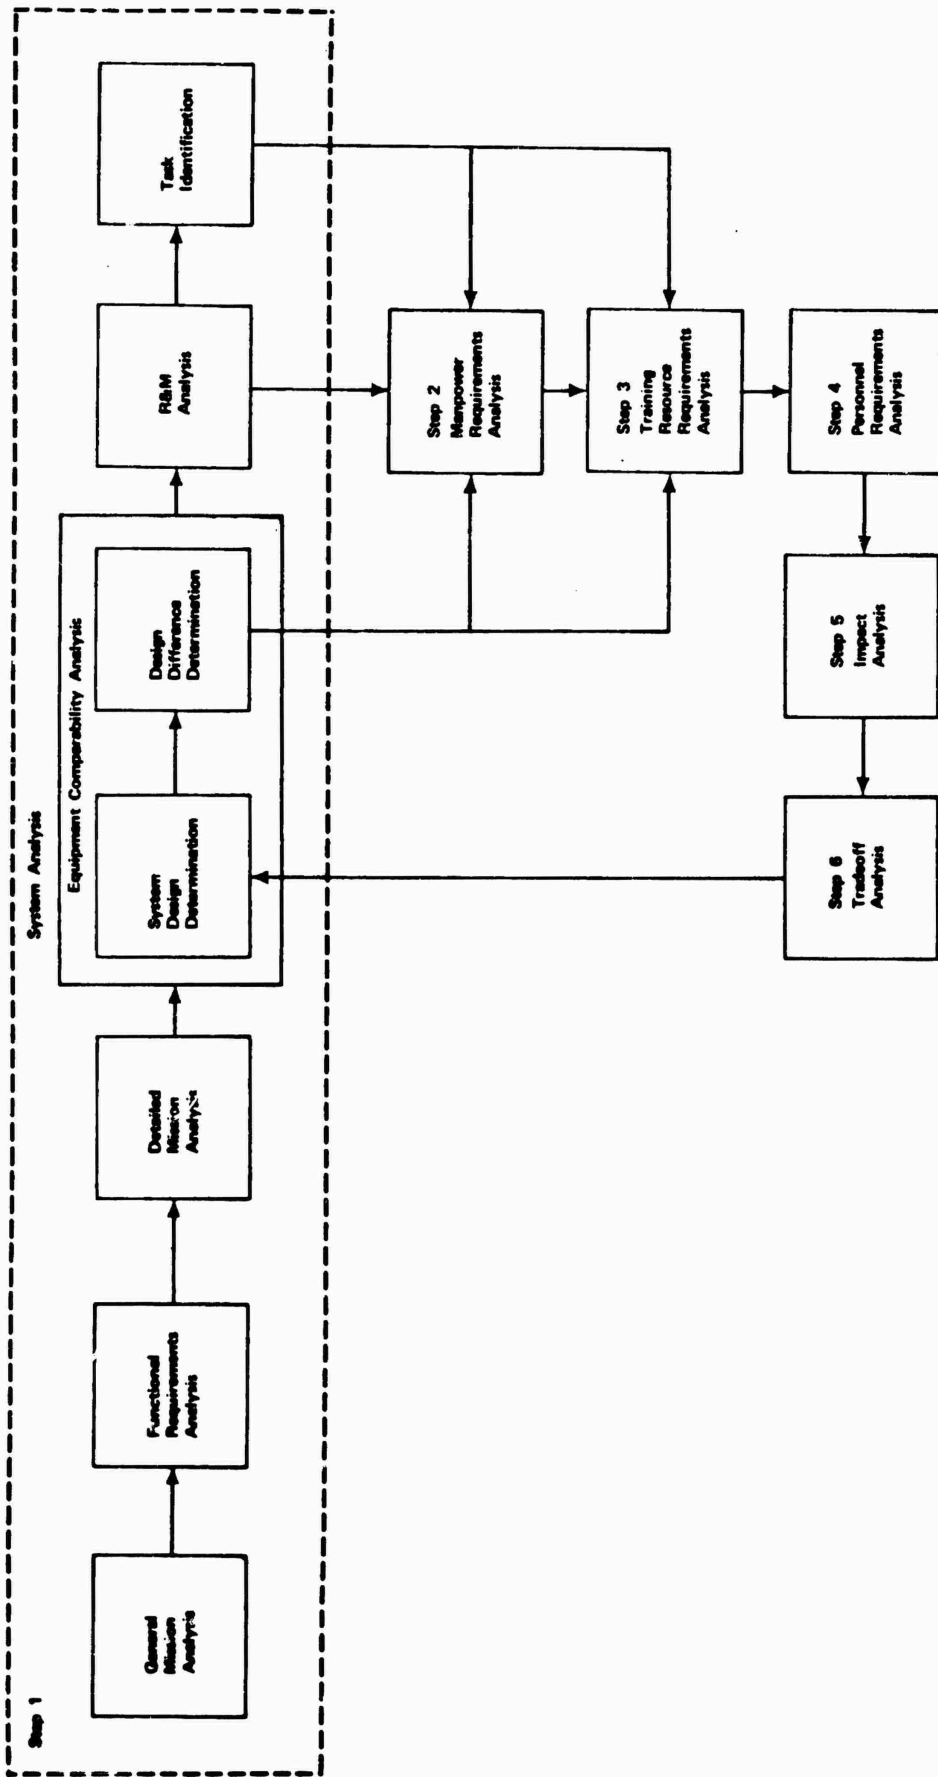 Step 1
System Analysis
Equipment Comparability Analysis
General
Mission
Analysis
Functional
Requirements
Analysis
Detailed
Mission
Analysis
System
Design
Determination
Design
Difference
Determination
R&M
Analysis
Task
Identification
Step 2
Manpower
Requirements
Analysis
Step 3
Training
Resource
Requirements
Analysis
Step 4
Personnel
Requirements
Analysis
Step 5
Impact
Analysis
Step 6
Tradeoff
Analysis